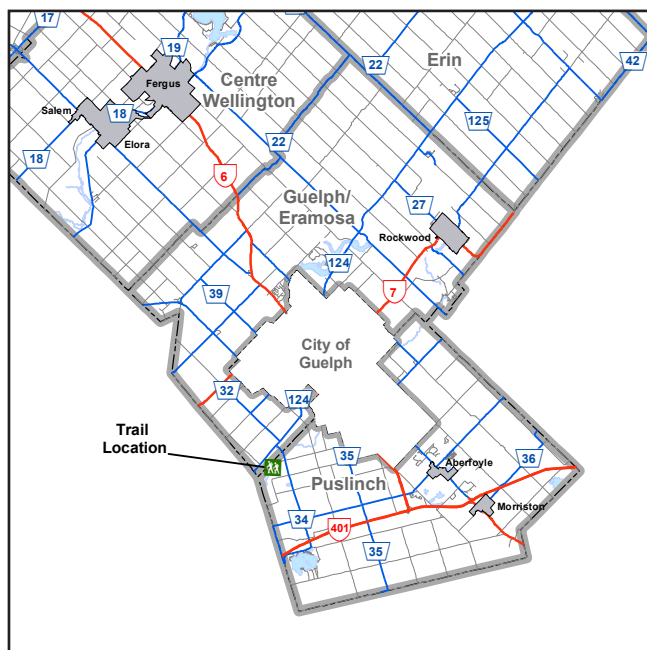 17
19
Fergus
Centre
Wellington
22
Erin
42
Salem
18
Elora
125
18
22
6
Guelph/
Eramosa
27
Rockwood
124
39
7
City of
Guelph
32
124
Trail
Location
35
Aberfoyle
36
Puslinch
Morriston
34
401
35